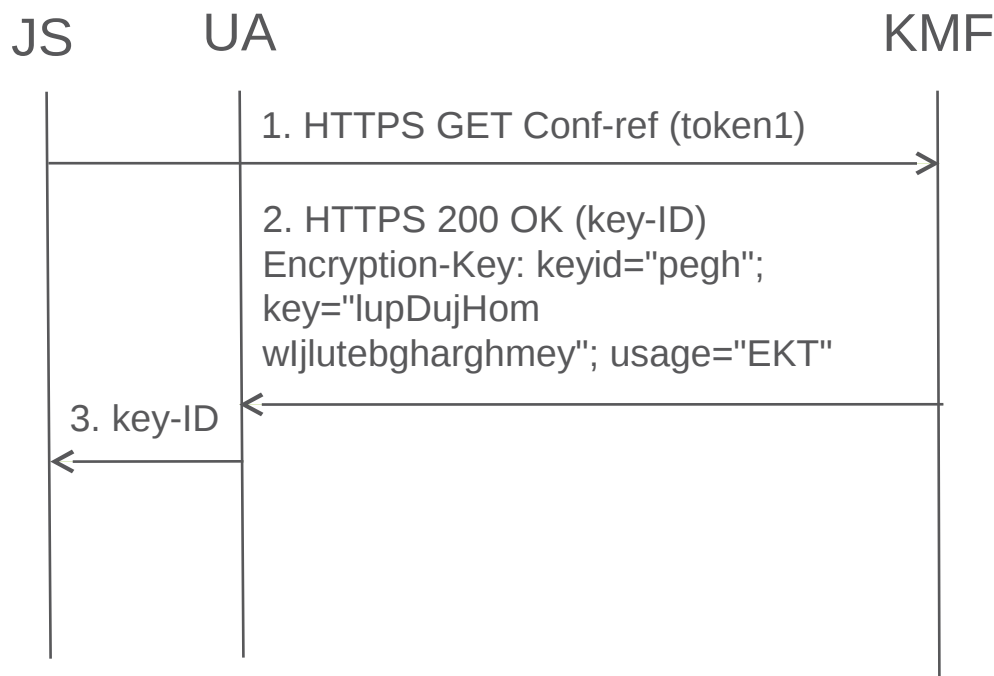 JS UA KMF
1. HTTPS GET Conf-ref (token1)
2. HTTPS 200 OK (key-ID)
Encryption-Key: keyid="pegh";
key="lupDujHom
wIjlutebgharghmey"; usage="EKT"
3. key-ID